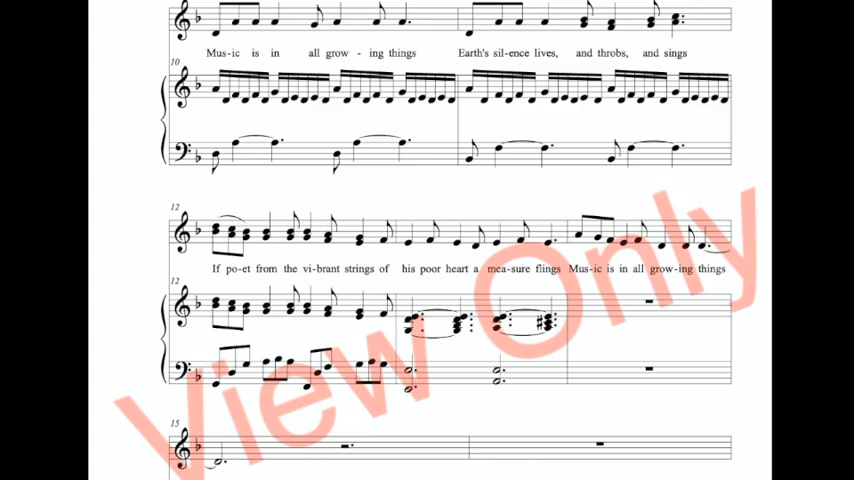 Mus-ic is in all grow - ing things Earth's sil-ence lives, and throbs, and sings
10
12
If po-et from the vi-brant strings of his poor heart a mea-sure flings Mus-ic is in all grow-ing things
12
15
View Only